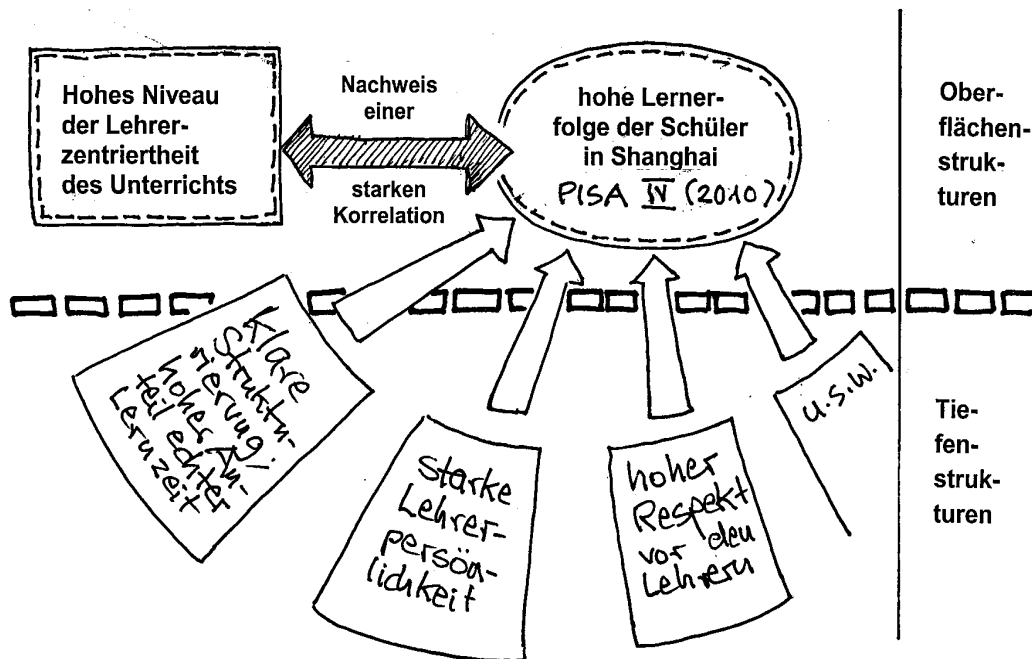 Hohes Niveau
der Lehrer-
zentriertheit
des Unterrichts
Nachweis
einer
starken
Korrelation
hohe Lerner-
folge der Schüler
in Shanghai
PISA IV (2010)
Ober-
flächen-
struk-
turen
Klare
Struktu-
rierung/
hoher An-
teil echter
Lernzeit
starke
Lehrer-
persön-
lichkeit
hoher
Respekt
vor den
Lehrern
u.s.w.
Tie-
fen-
struk-
turen